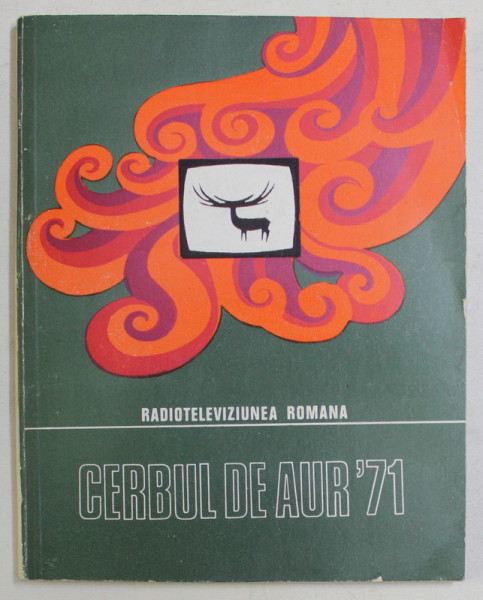 RADIOTELEVIZIUNEA ROMANA
CERBUL DE AUR '71